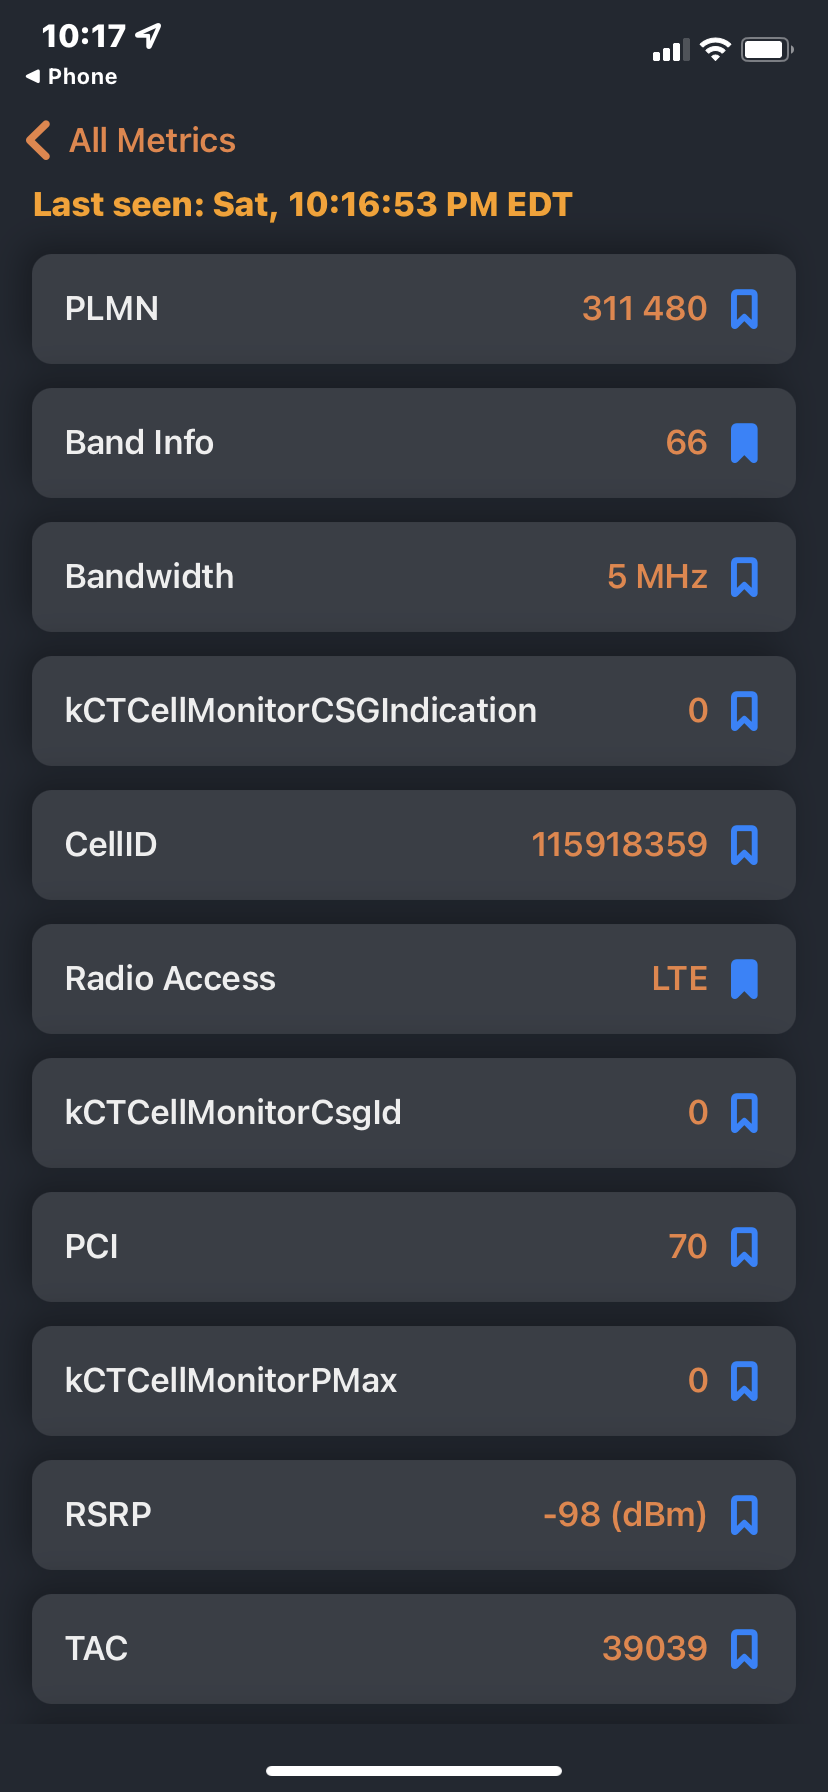 10:17
Phone
All Metrics
Last seen: Sat, 10:16:53 PM EDT
PLMN 311 480
Band Info 66
Bandwidth 5 MHz
kCTCellMonitorCSGIndication 0
CellID 115918359
Radio Access LTE
kCTCellMonitorCsgId 0
PCI 70
kCTCellMonitorPMax 0
RSRP -98 (dBm)
TAC 39039